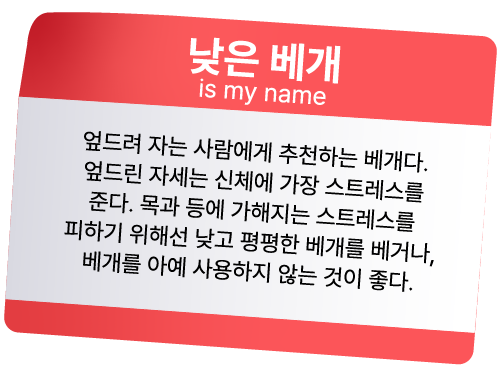 낮은 베개
is my name
엎드려 자는 사람에게 추천하는 베개다.
엎드린 자세는 신체에 가장 스트레스를
준다. 목과 등에 가해지는 스트레스를
피하기 위해선 낮고 평평한 베개를 베거나,
베개를 아예 사용하지 않는 것이 좋다.